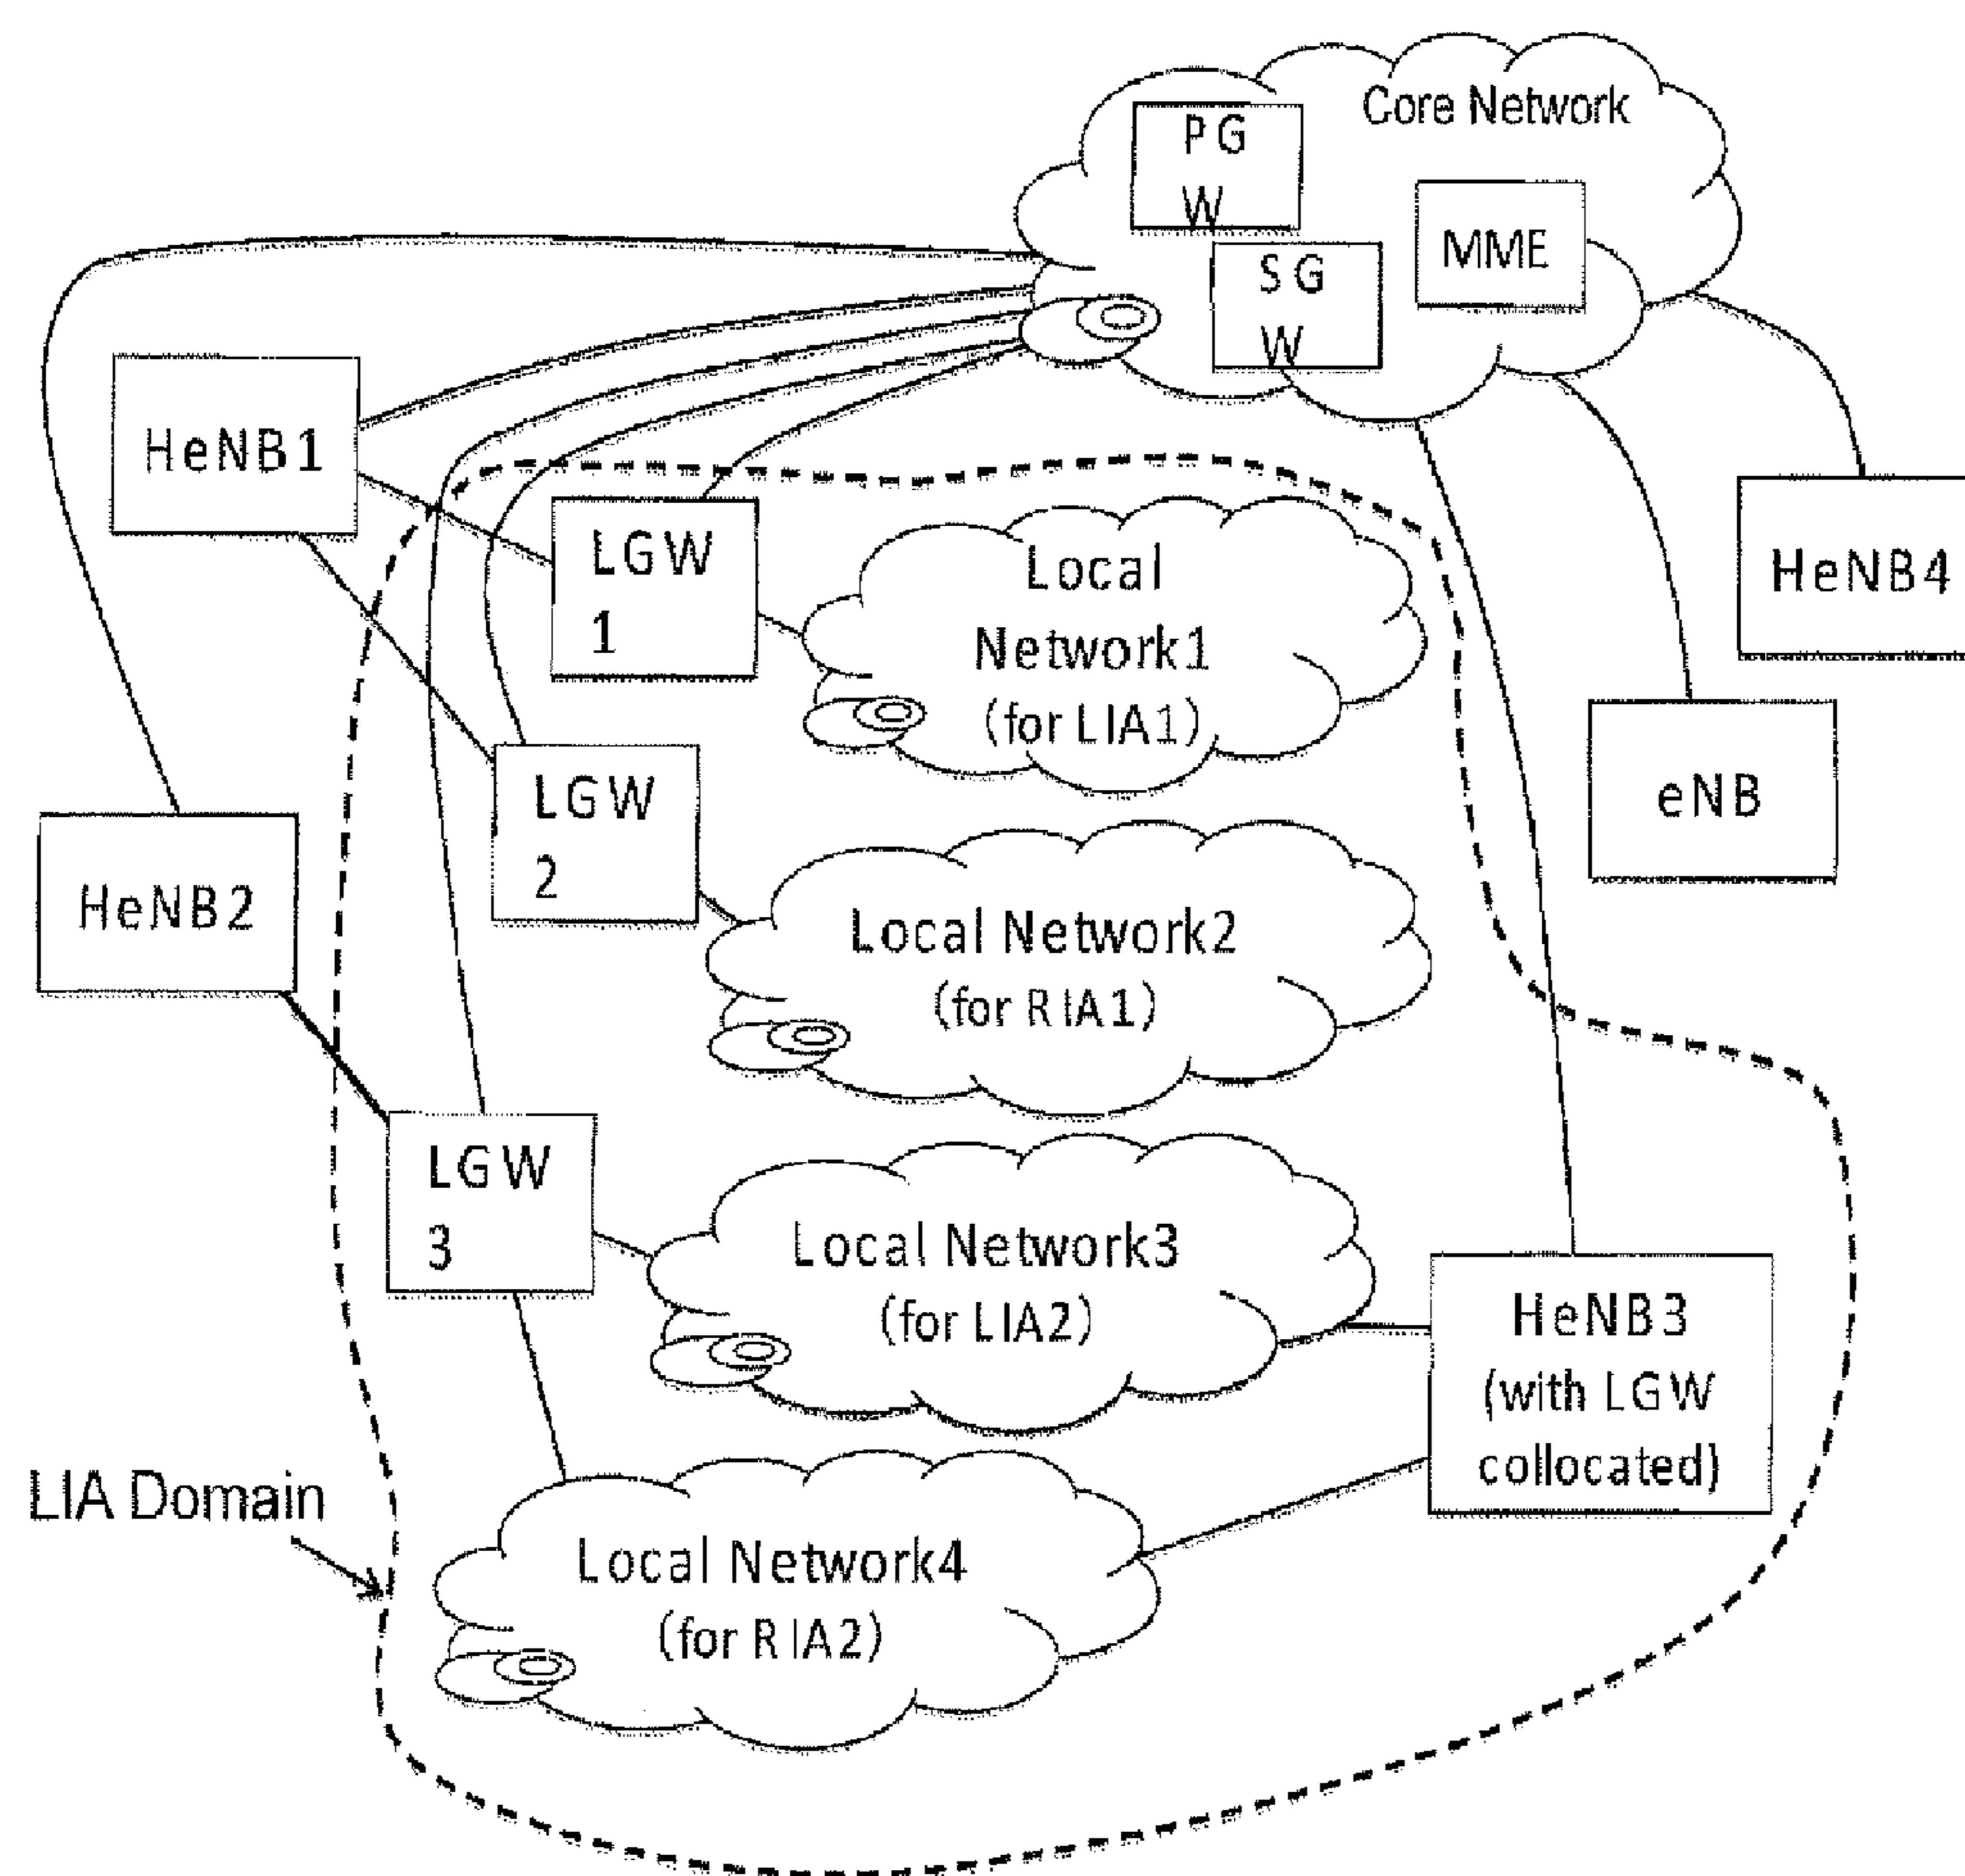 Core Network
PG
W
MME
SG
W
HeNB1
LGW
1
Local
Network1
(for LIA1)
HeNB4
LGW
2
eNB
HeNB2
Local Network2
(for RIA1)
LGW
3
Local Network3
(for LIA2)
HeNB3
(with LGW
collocated)
LIA Domain
Local Network4
(for RIA2)